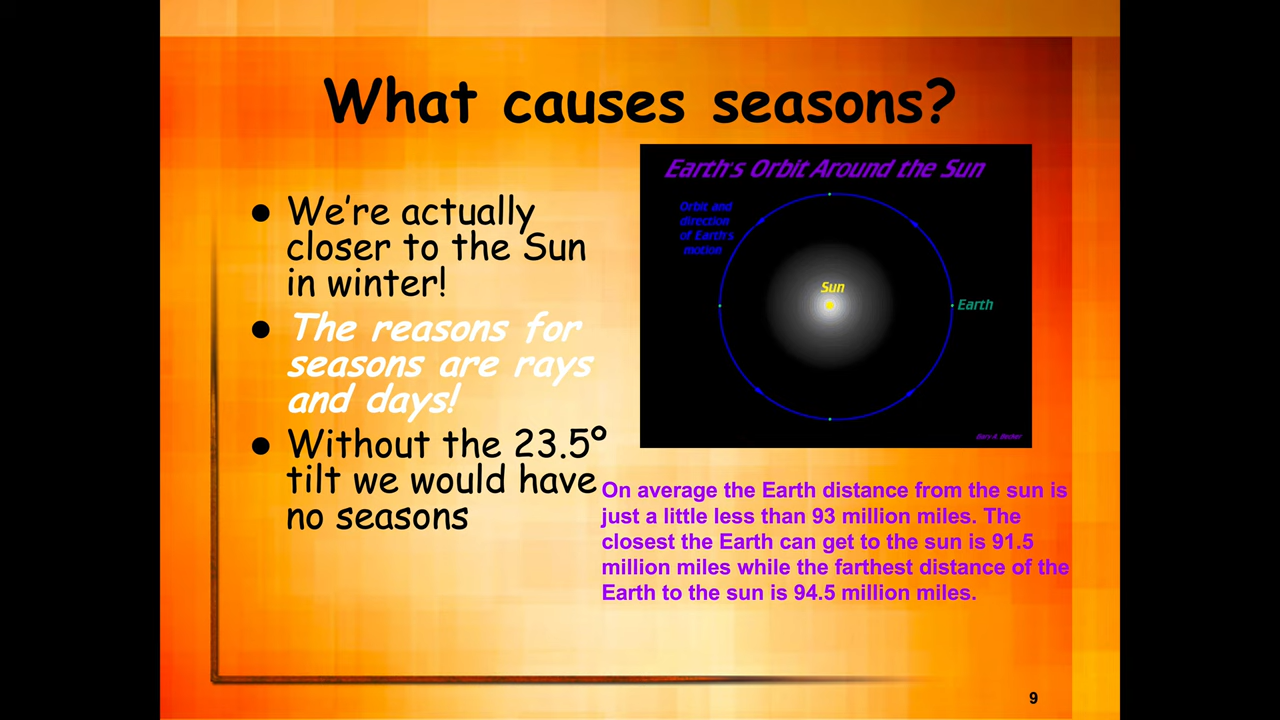 What causes seasons?
● We're actually
closer to the Sun
in winter!
● The reasons for
seasons are rays
and days!
● Without the 23.5º
tilt we would have
no seasons
Earth's Orbit Around the Sun
Orbit and
direction
of Earth's
motion
Sun
Earth
Gary A. Becker
On average the Earth distance from the sun is
just a little less than 93 million miles. The
closest the Earth can get to the sun is 91.5
million miles while the farthest distance of the
Earth to the sun is 94.5 million miles.
9